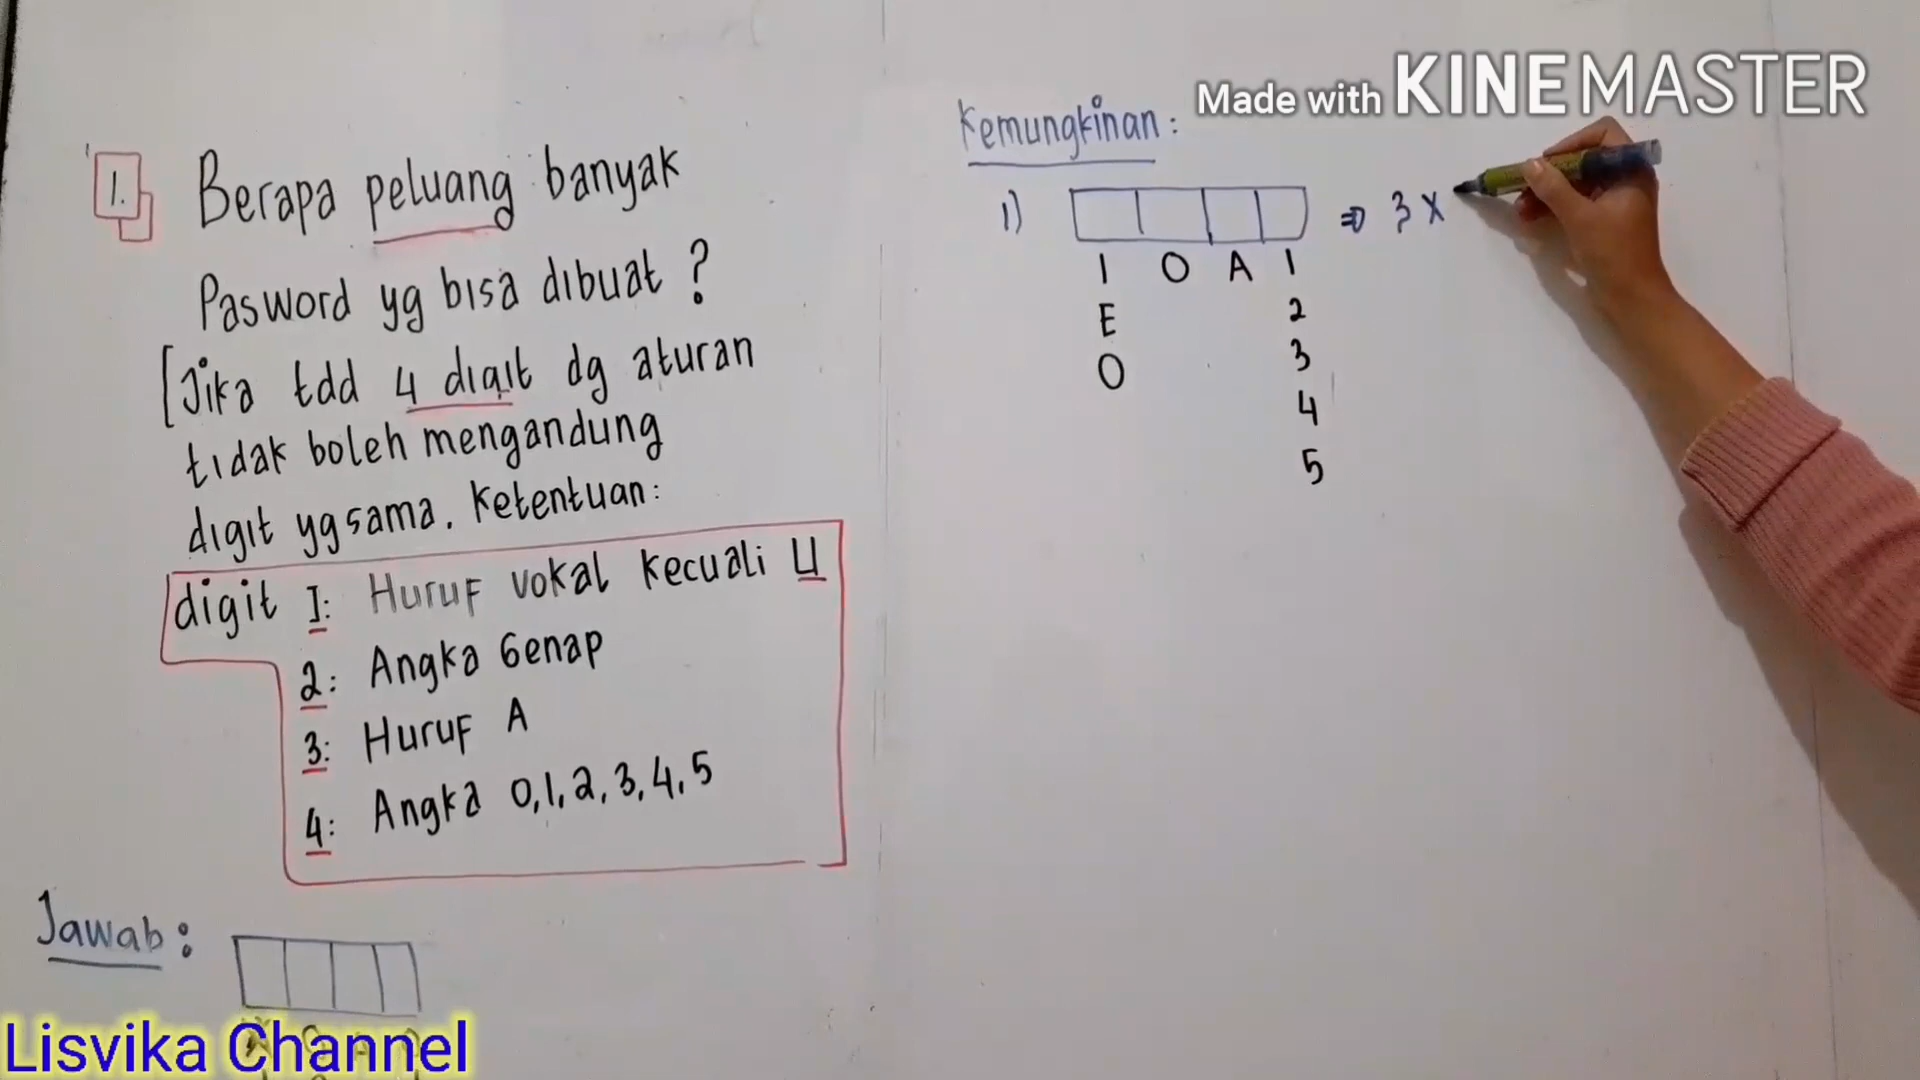 1. Berapa peluang banyak
Pasword yg bisa dibuat ?
[Jika tdd 4 digit dg aturan
tidak boleh mengandung
digit yg sama. Ketentuan:
digit I: Huruf vokal kecuali U
2: Angka Genap
3: Huruf A
4: Angka 0,1,2,3,4,5
Jawab:
Kemungkinan:
1) ⇒ 3 x
I O A 1
E 2
O 3
4
5
Made with KINEMASTER
Lisvika Channel